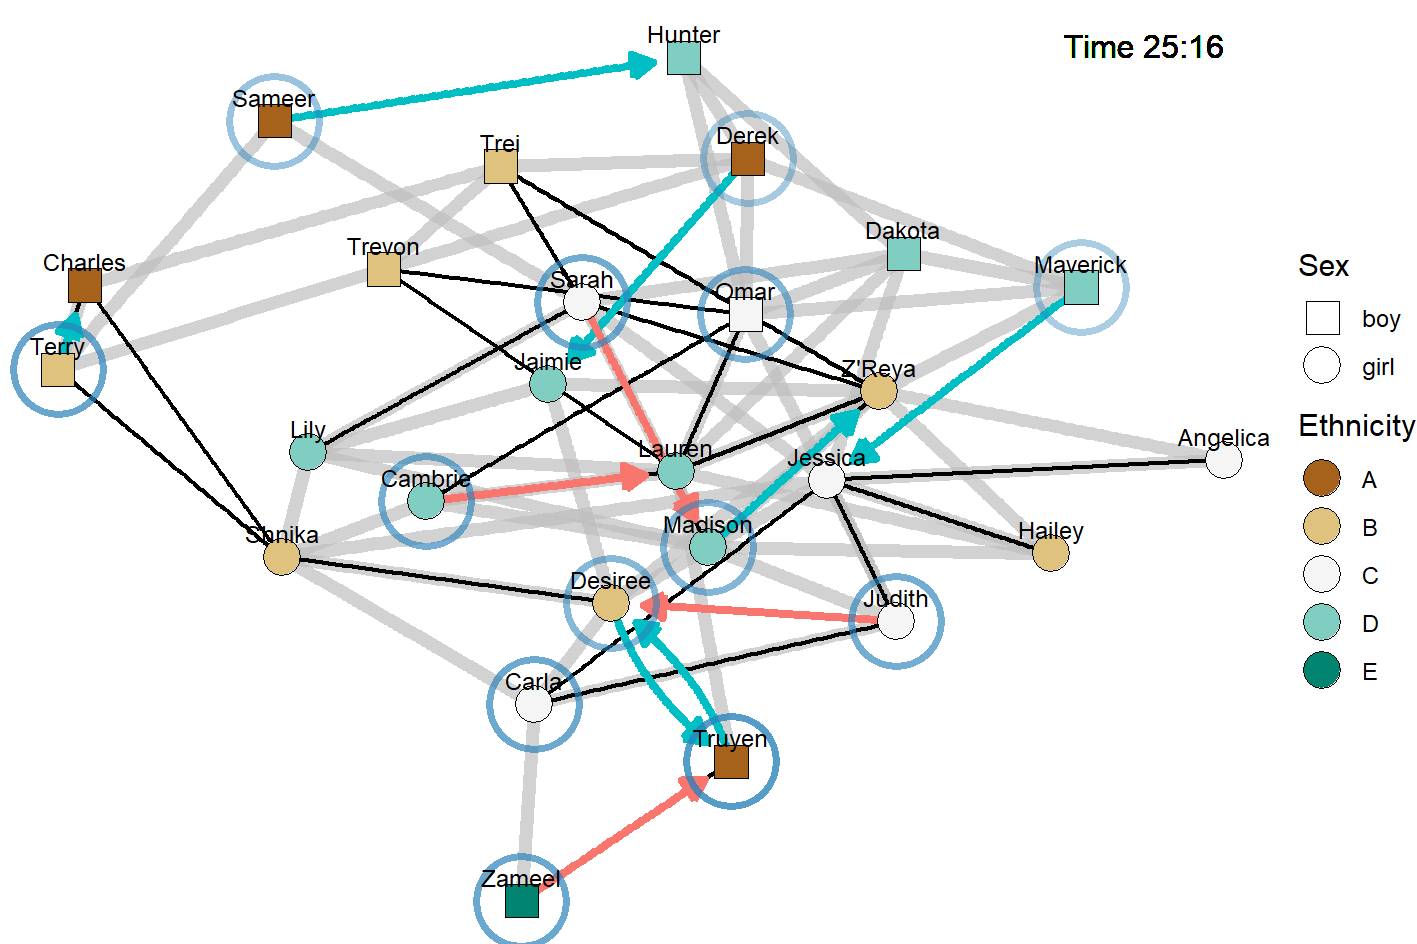 Hunter
Time 25:16
Sameer
Derek
Trei
Dakota
Trevon
Charles
Maverick
Sarah
Omar
Terry
Jaimie
Z'Reya
Lily
Lauren
Jessica
Angelica
Cambrie
Madison
Hailey
Shnika
Desiree
Judith
Carla
Truyen
Zameel
Sex
boy
girl
Ethnicity
A
B
C
D
E